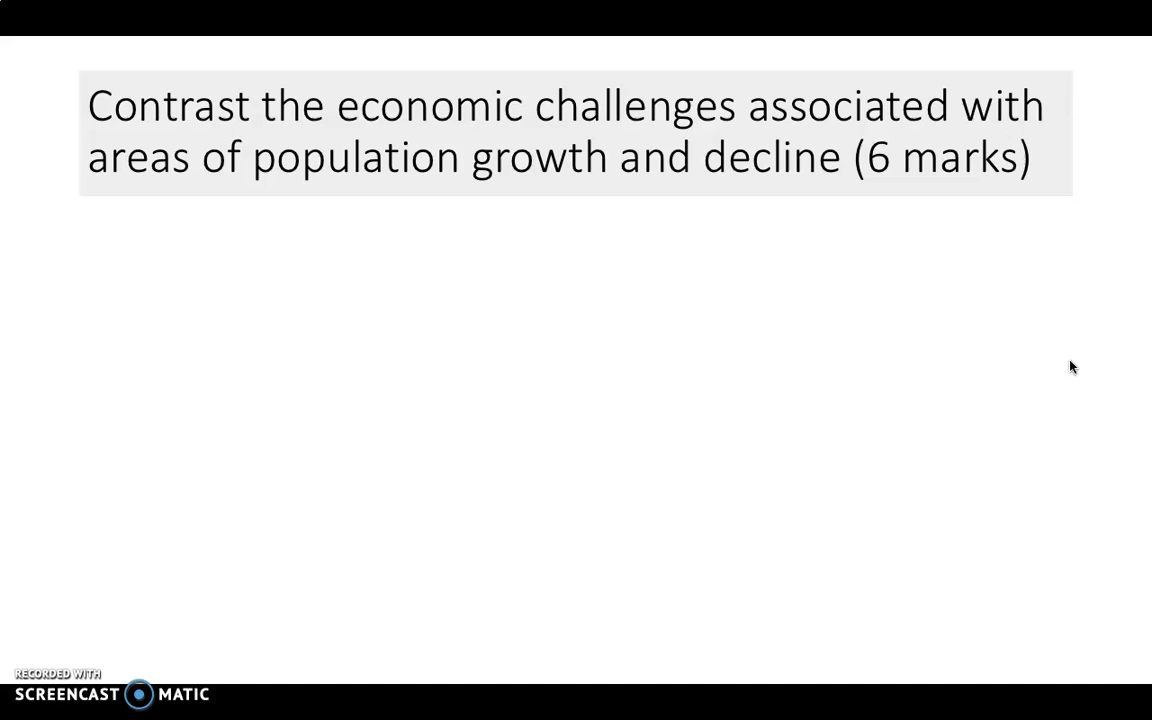 Contrast the economic challenges associated with
areas of population growth and decline (6 marks)
RECORDED WITH
SCREENCAST MATIC